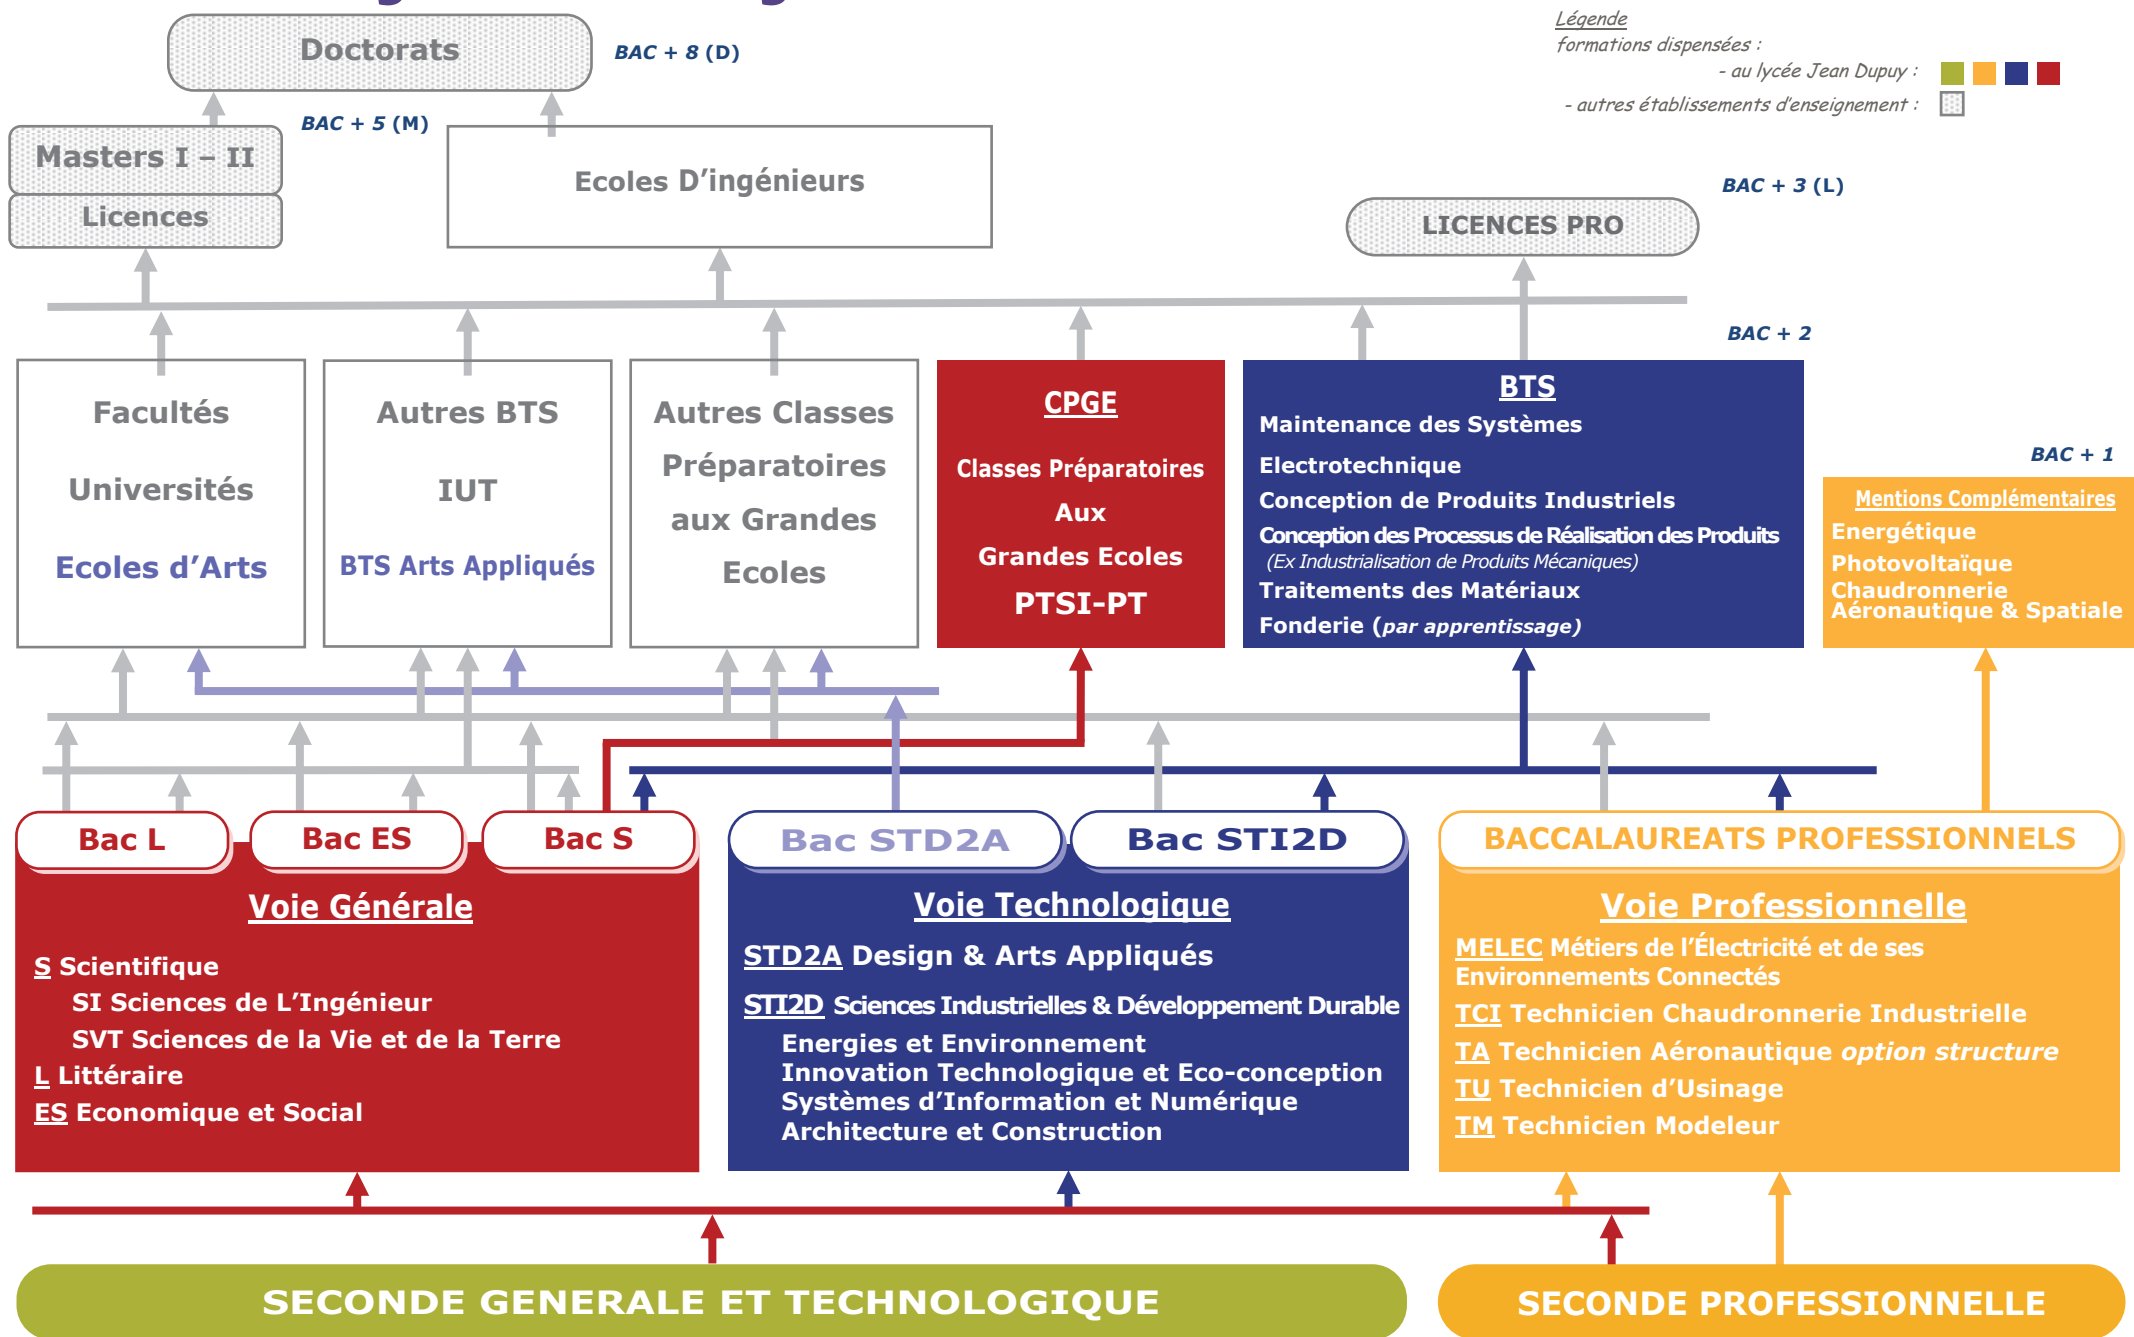 Légende
formations dispensées :
- au lycée Jean Dupuy :
- autres établissements d'enseignement :
Doctorats
BAC + 8 (D)
BAC + 5 (M)
Masters I – II
Licences
Ecoles D'ingénieurs
BAC + 3 (L)
LICENCES PRO
BAC + 2
Facultés
Universités
Ecoles d'Arts
Autres BTS
IUT
BTS Arts Appliqués
Autres Classes
Préparatoires
aux Grandes
Ecoles
CPGE
Classes Préparatoires
Aux
Grandes Ecoles
PTSI-PT
BTS
Maintenance des Systèmes
Electrotechnique
Conception de Produits Industriels
Conception des Processus de Réalisation des Produits
(Ex Industrialisation de Produits Mécaniques)
Traitements des Matériaux
Fonderie (par apprentissage)
BAC + 1
Mentions Complémentaires
Energétique
Photovoltaïque
Chaudronnerie
Aéronautique & Spatiale
Bac L
Bac ES
Bac S
Voie Générale
S Scientifique
SI Sciences de L'Ingénieur
SVT Sciences de la Vie et de la Terre
L Littéraire
ES Economique et Social
Bac STD2A
Bac STI2D
Voie Technologique
STD2A Design & Arts Appliqués
STI2D Sciences Industrielles & Développement Durable
Energies et Environnement
Innovation Technologique et Eco-conception
Systèmes d'Information et Numérique
Architecture et Construction
BACCALAUREATS PROFESSIONNELS
Voie Professionnelle
MELEC Métiers de l'Électricité et de ses
Environnements Connectés
TCI Technicien Chaudronnerie Industrielle
TA Technicien Aéronautique option structure
TU Technicien d'Usinage
TM Technicien Modeleur
SECONDE GENERALE ET TECHNOLOGIQUE
SECONDE PROFESSIONNELLE